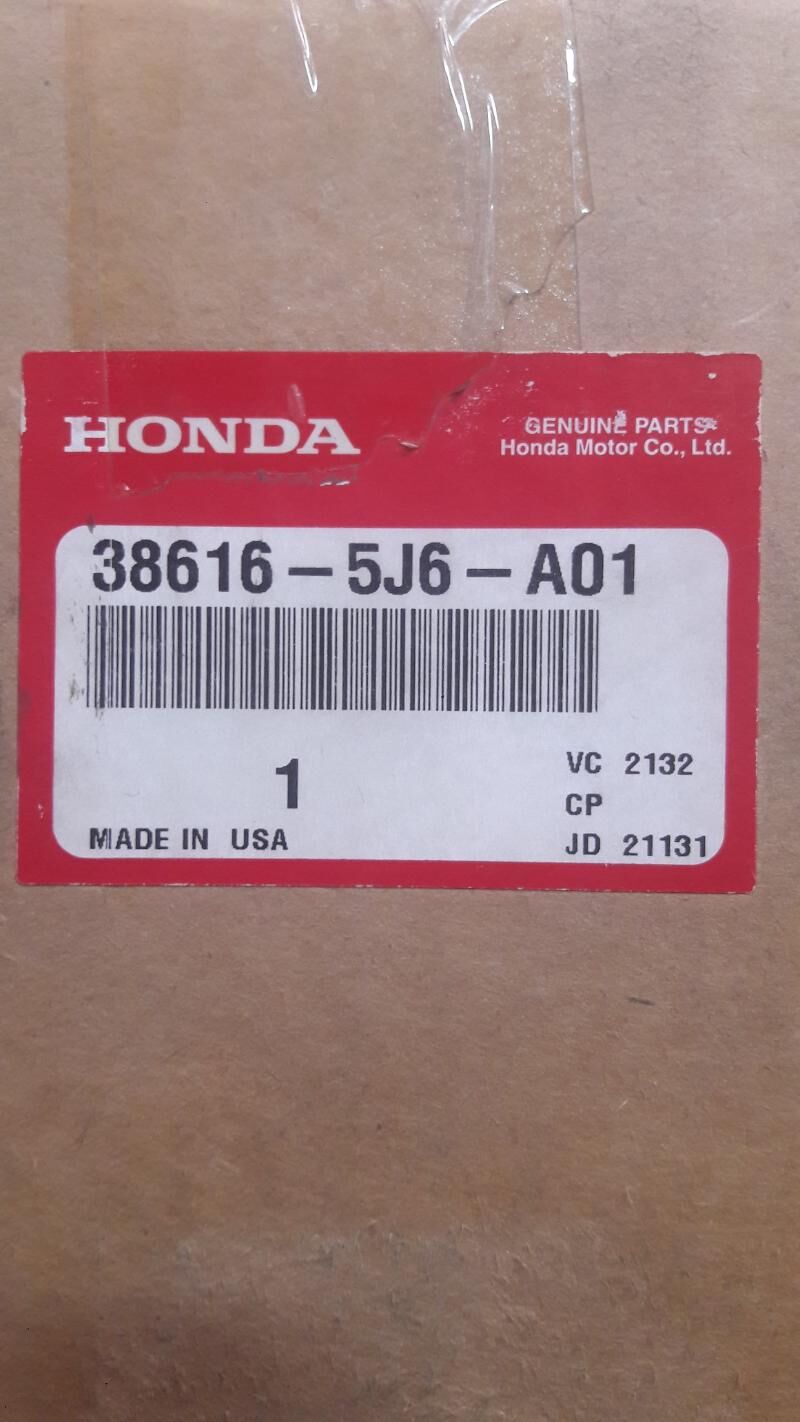 HONDA
GENUINE PARTS
Honda Motor Co., Ltd.
38616-5J6-A01
1
VC 2132
CP
MADE IN USA
JD 21131